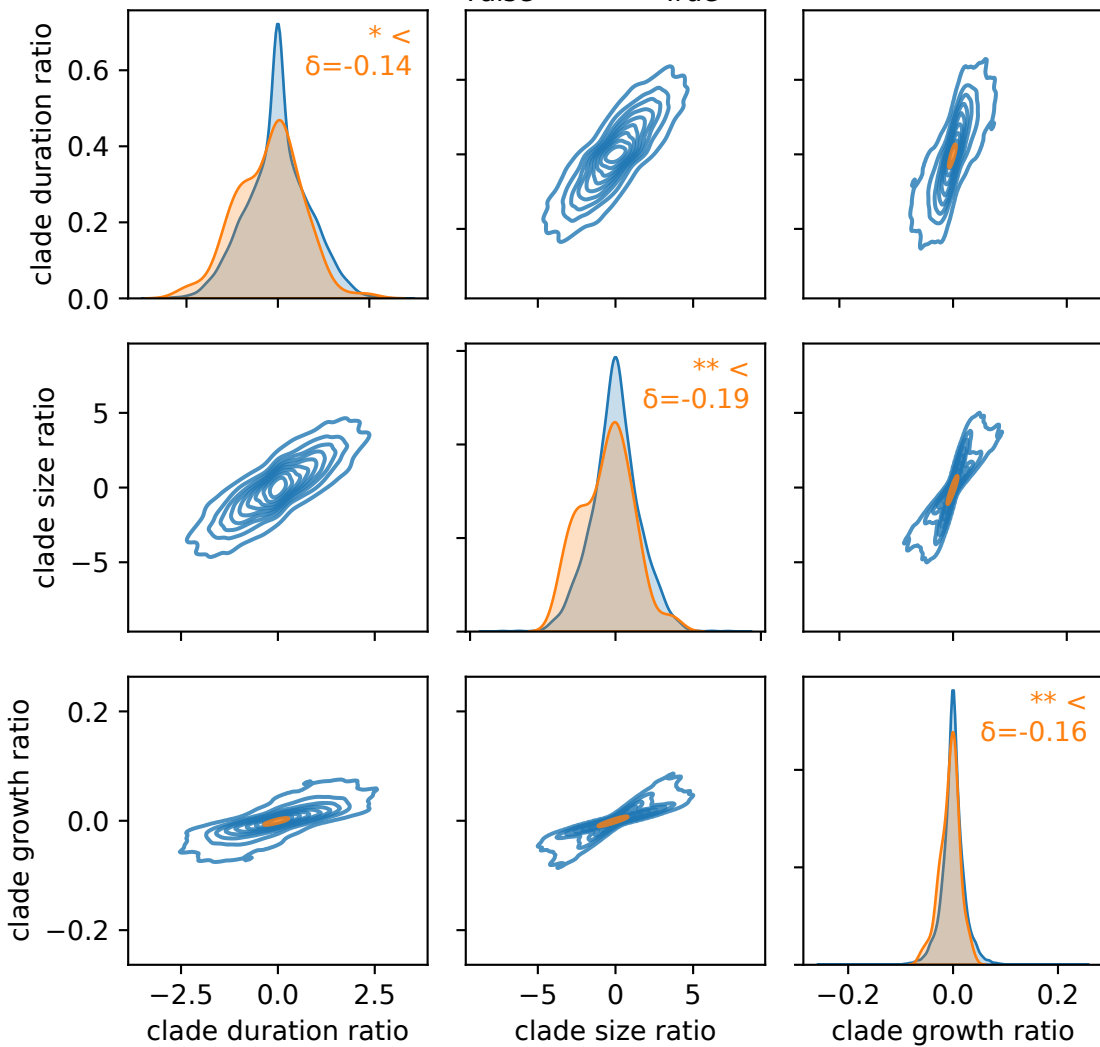 clade duration ratio
0.6
0.4
0.2
0.0
* <
δ=-0.14
clade size ratio
5
0
−5
** <
δ=-0.19
clade growth ratio
0.2
0.0
−0.2
** <
δ=-0.16
−2.5 0.0 2.5
−5 0 5
−0.2 0.0 0.2
clade duration ratio
clade size ratio
clade growth ratio